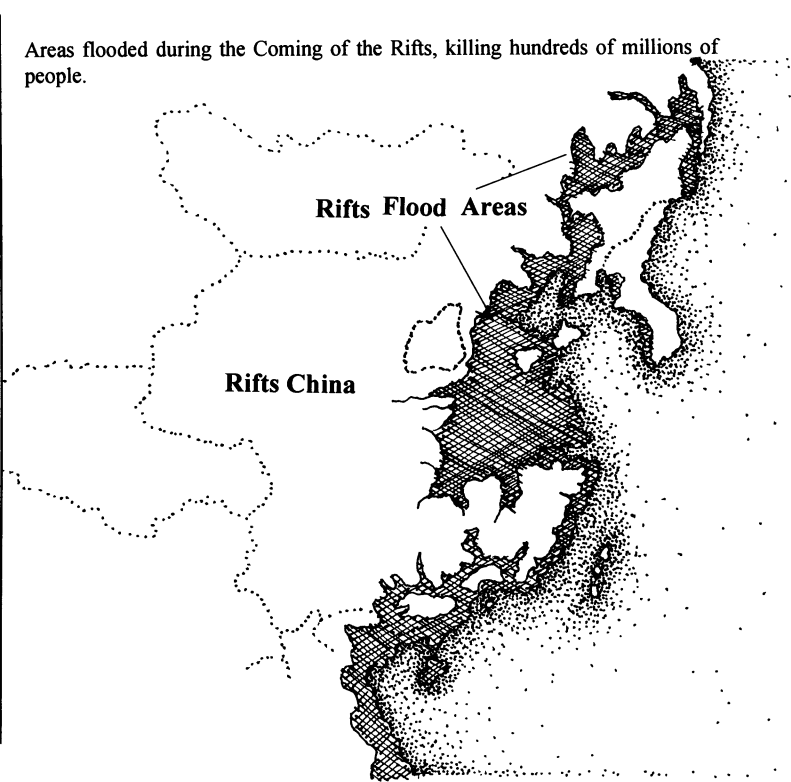 Areas flooded during the Coming of the Rifts, killing hundreds of millions of
people.
Rifts Flood Areas
Rifts China